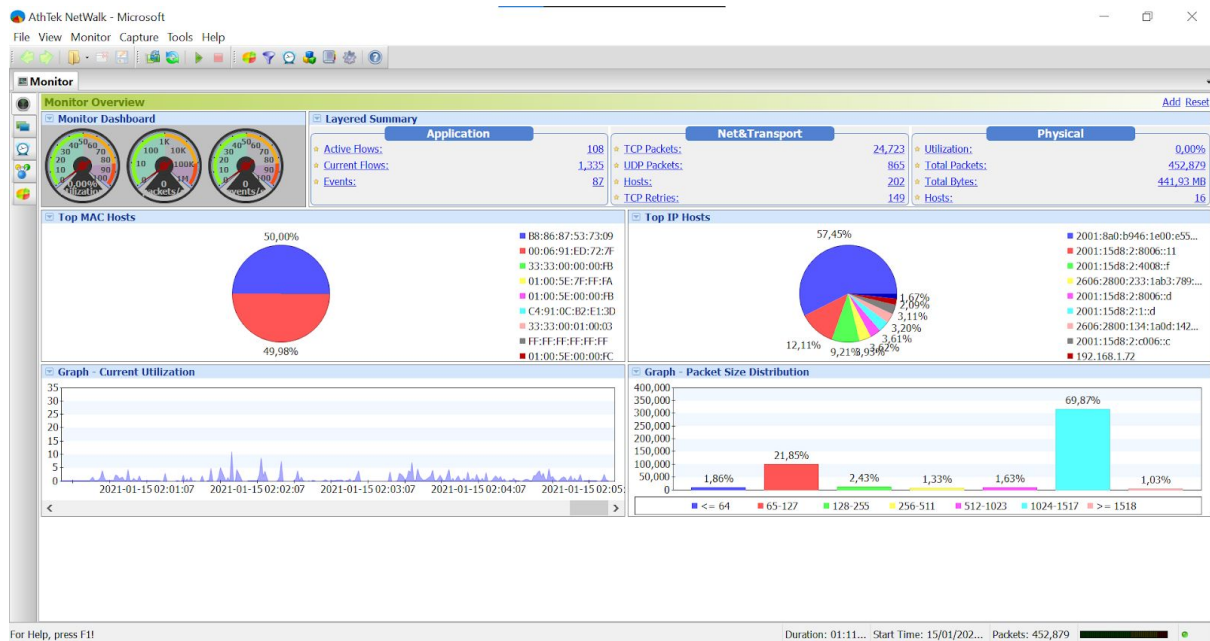 AthTek NetWalk - Microsoft
File View Monitor Capture Tools Help
Monitor
Monitor Overview Add Reset
Monitor Dashboard
Layered Summary
Application
Active Flows: 108
Current Flows: 1,335
Events: 87
Net&Transport
TCP Packets: 24,723
UDP Packets: 865
Hosts: 202
TCP Retries: 149
Physical
Utilization: 0,00%
Total Packets: 452,879
Total Bytes: 441,93 MB
Hosts: 16
Top MAC Hosts
50,00%
49,98%
B8:86:87:53:73:09
00:06:91:ED:72:7F
33:33:00:00:00:FB
01:00:5E:7F:FF:FA
01:00:5E:00:00:FB
C4:91:0C:B2:E1:3D
33:33:00:01:00:03
FF:FF:FF:FF:FF:FF
01:00:5E:00:00:FC
Top IP Hosts
57,45%
1,67%
2,09%
3,11%
3,20%
3,61%
3,62%
9,21%
12,11%
2001:8a0:b946:1e00:e55...
2001:15d8:2:8006::11
2001:15d8:2:4008::f
2606:2800:233:1ab3:789:...
2001:15d8:2:8006::d
2001:15d8:2:1::d
2606:2800:134:1a0d:142...
2001:15d8:2:c006::c
192.168.1.72
Graph - Current Utilization
35
30
25
20
15
10
5
0
2021-01-15 02:01:07 2021-01-15 02:02:07 2021-01-15 02:03:07 2021-01-15 02:04:07 2021-01-15 02:05:
Graph - Packet Size Distribution
400,000
350,000
300,000
250,000
200,000
150,000
100,000
50,000
0
1,86% 21,85% 2,43% 1,33% 1,63% 69,87% 1,03%
<= 64 65-127 128-255 256-511 512-1023 1024-1517 >= 1518
For Help, press F1! Duration: 01:11... Start Time: 15/01/202... Packets: 452,879